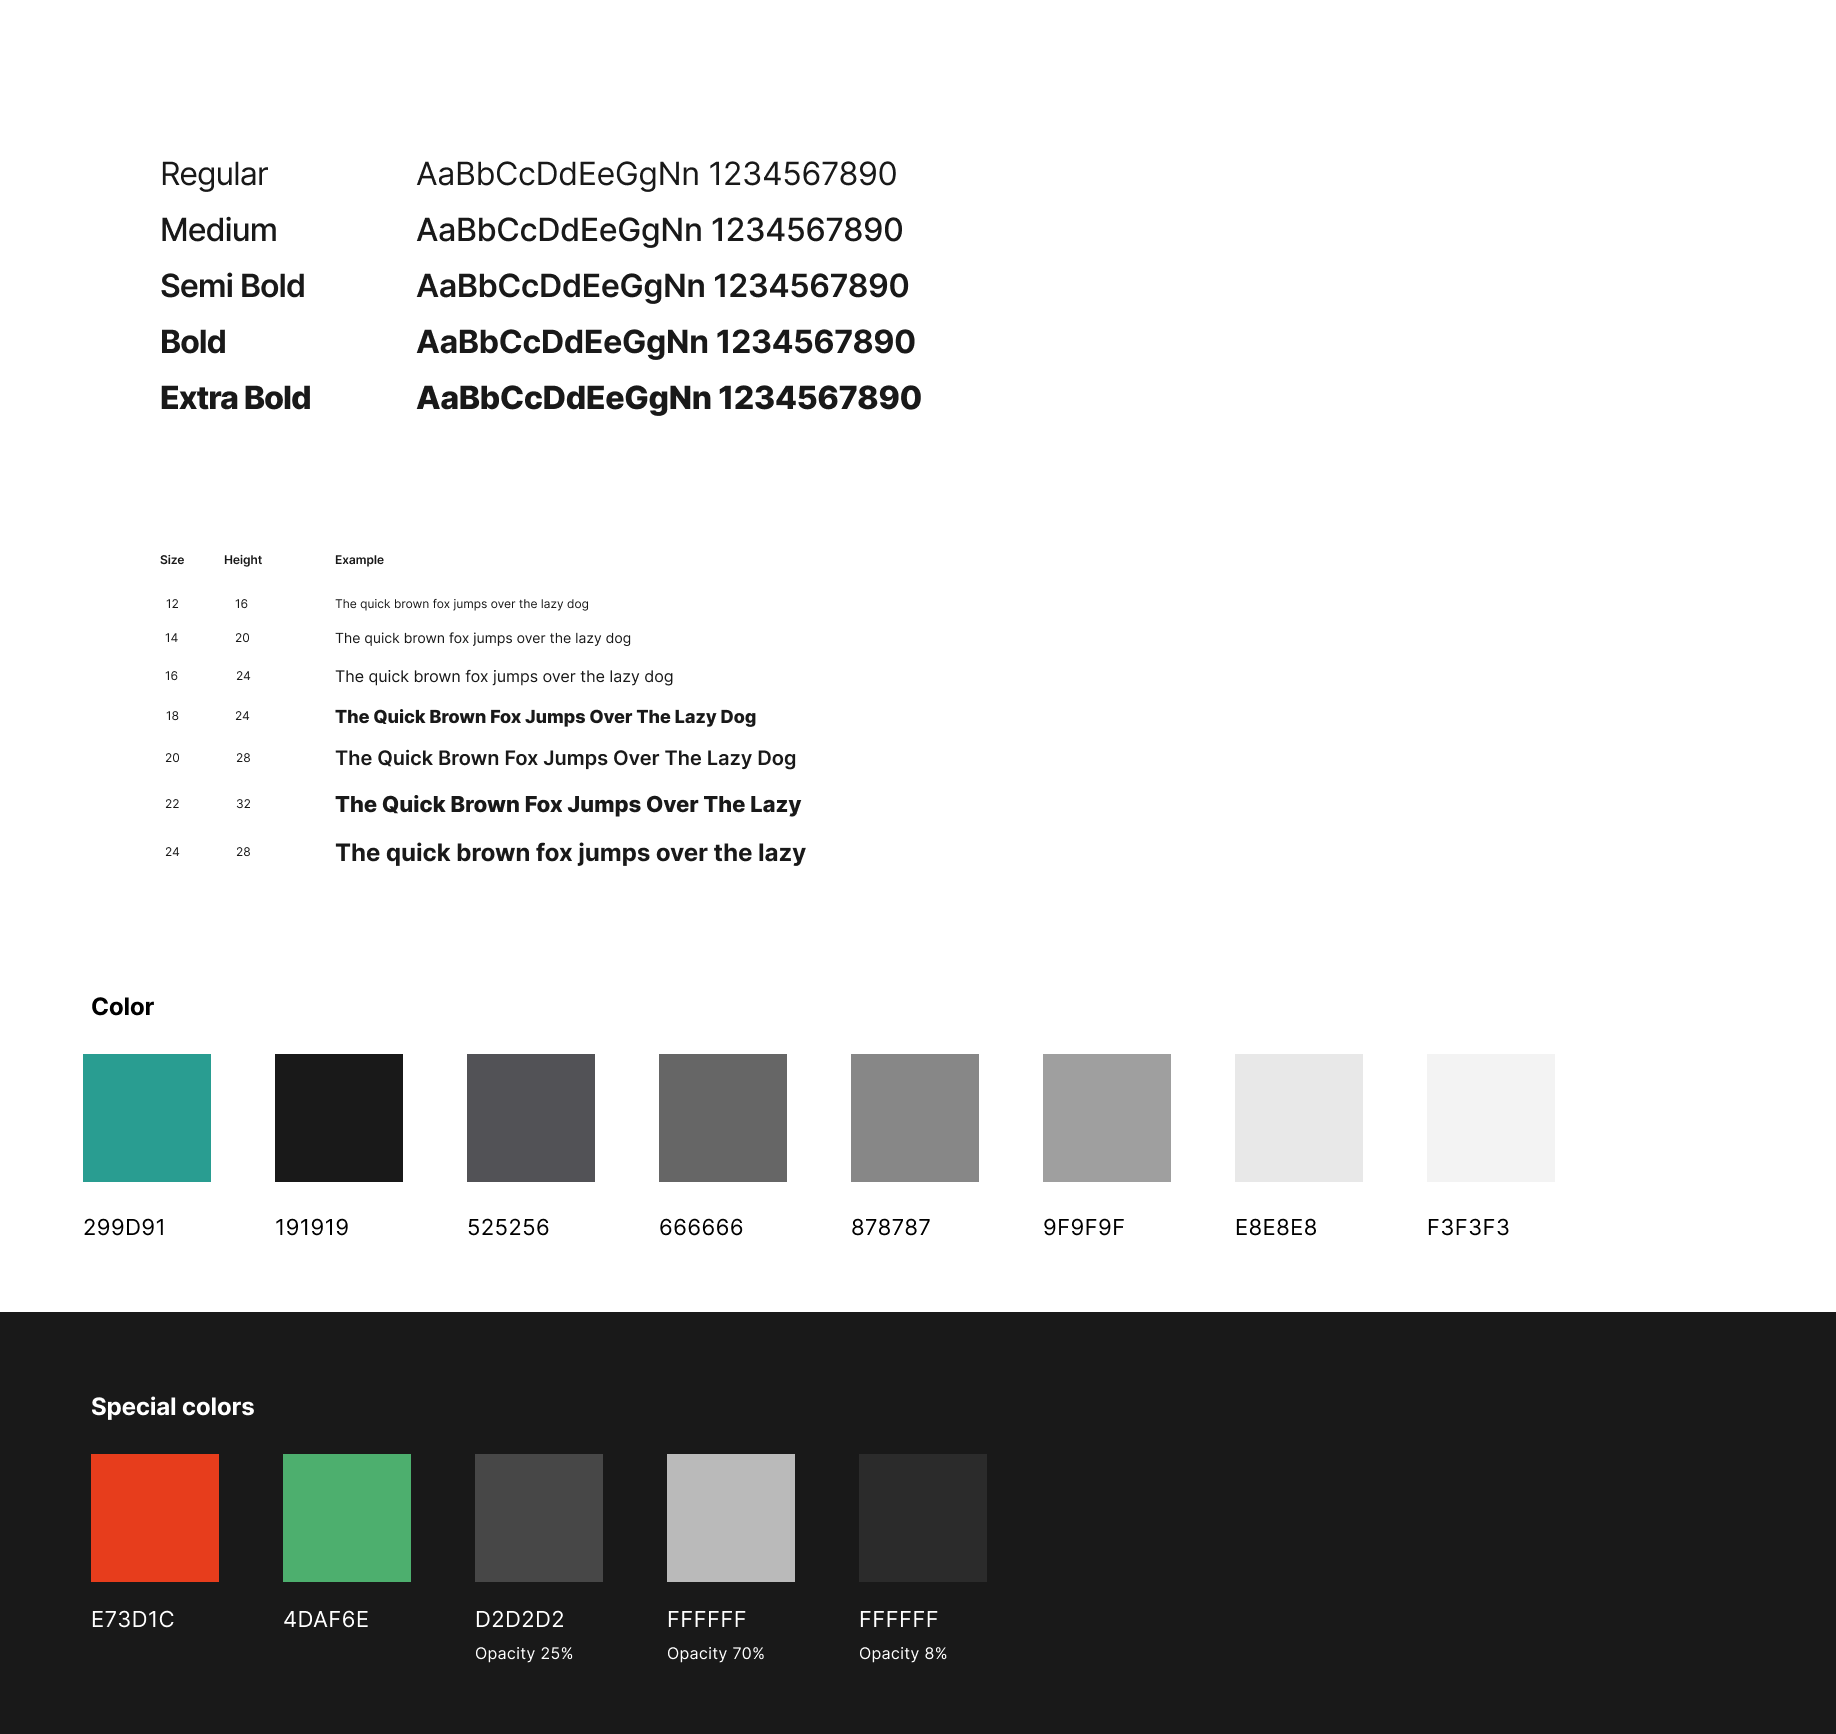 Regular AaBbCcDdEeGgNn 1234567890
Medium AaBbCcDdEeGgNn 1234567890
Semi Bold AaBbCcDdEeGgNn 1234567890
Bold AaBbCcDdEeGgNn 1234567890
Extra Bold AaBbCcDdEeGgNn 1234567890
Size Height Example
12 16 The quick brown fox jumps over the lazy dog
14 20 The quick brown fox jumps over the lazy dog
16 24 The quick brown fox jumps over the lazy dog
18 24 The Quick Brown Fox Jumps Over The Lazy Dog
20 28 The Quick Brown Fox Jumps Over The Lazy Dog
22 32 The Quick Brown Fox Jumps Over The Lazy
24 28 The quick brown fox jumps over the lazy
Color
299D91 191919 525256 666666 878787 9F9F9F E8E8E8 F3F3F3
Special colors
E73D1C 4DAF6E D2D2D2 FFFFFF FFFFFF
Opacity 25% Opacity 70% Opacity 8%